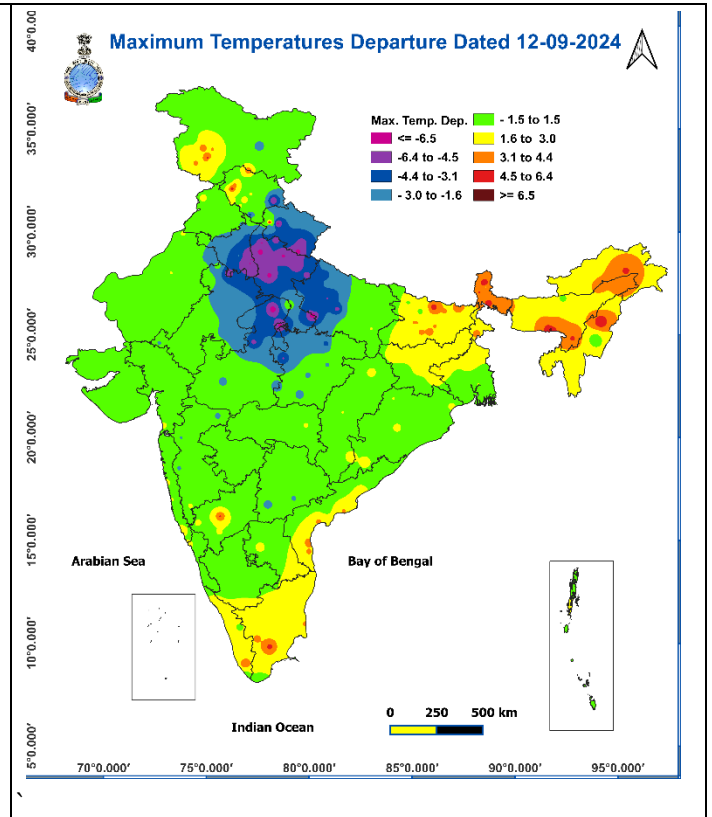 Maximum Temperatures Departure Dated 12-09-2024
Max. Temp. Dep.
<= -6.5
-6.4 to -4.5
-4.4 to -3.1
- 3.0 to -1.6
- 1.5 to 1.5
1.6 to 3.0
3.1 to 4.4
4.5 to 6.4
>= 6.5
40°0.000'
35°0.000'
30°0.000'
25°0.000'
20°0.000'
15°0.000'
10°0.000'
5°0.000'
Arabian Sea
Bay of Bengal
Indian Ocean
0 250 500 km
70°0.000' 75°0.000' 80°0.000' 85°0.000' 90°0.000' 95°0.000'
`